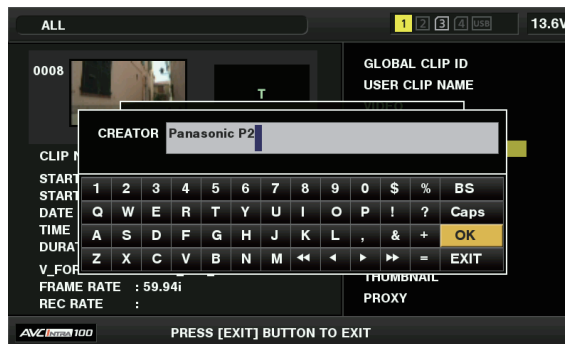 ALL 1 2 3 4 USB 13.6V
0008
T
GLOBAL CLIP ID
USER CLIP NAME
VIDEO
CREATOR Panasonic P2
CLIP
START
START
DATE
TIME
DURAT
1 2 3 4 5 6 7 8 9 0 $ % BS
Q W E R T Y U I O P ! ? Caps
A S D F G H J K L , & + OK
Z X C V B N M ◀◀ ◀ ▶ ▶▶ = EXIT
V_FOR
FRAME RATE : 59.94i
REC RATE :
THUMBNAIL
PROXY
AVC INTRA 100 PRESS [EXIT] BUTTON TO EXIT